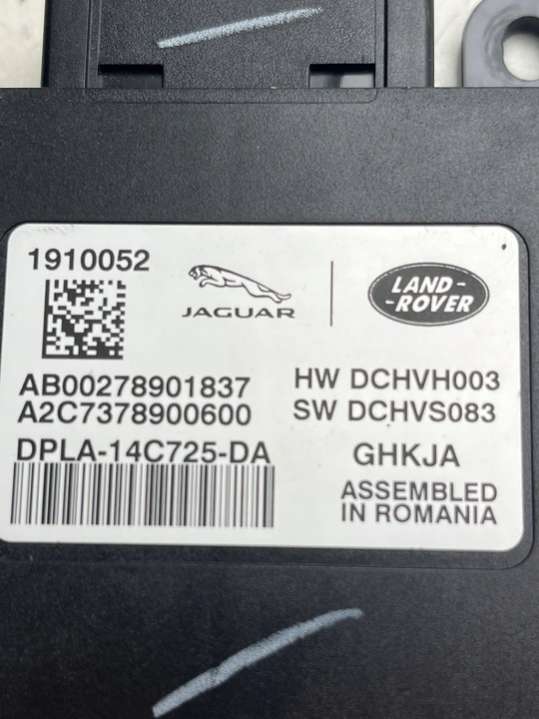 1910052
JAGUAR
LAND-
-ROVER
AB00278901837
A2C7378900600
HW DCHVH003
SW DCHVS083
DPLA-14C725-DA
GHKJA
ASSEMBLED
IN ROMANIA